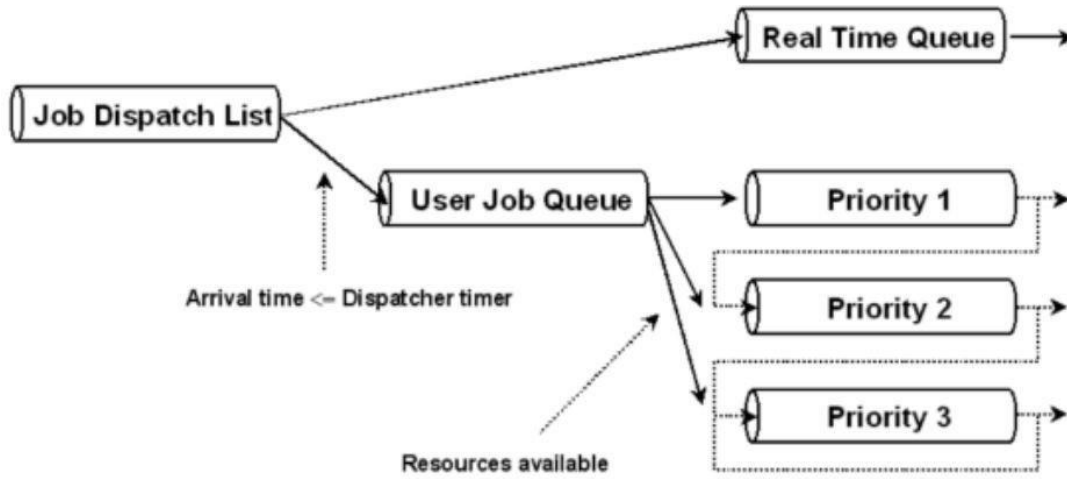 Real Time Queue
Job Dispatch List
User Job Queue
Priority 1
Arrival time <= Dispatcher timer
Priority 2
Priority 3
Resources available